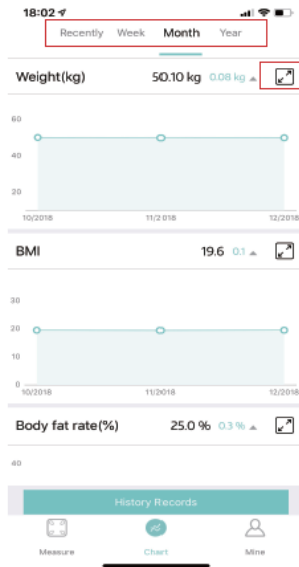 18:02
Recently Week Month Year
Weight(kg) 50.10 kg 0.08 kg
60
40
20
10/2018 11/2018 12/2018
BMI 19.6 0.1
30
20
10
0
10/2018 11/2018 12/2018
Body fat rate(%) 25.0 % 0.3 %
40
History Records
Measure Chart Mine